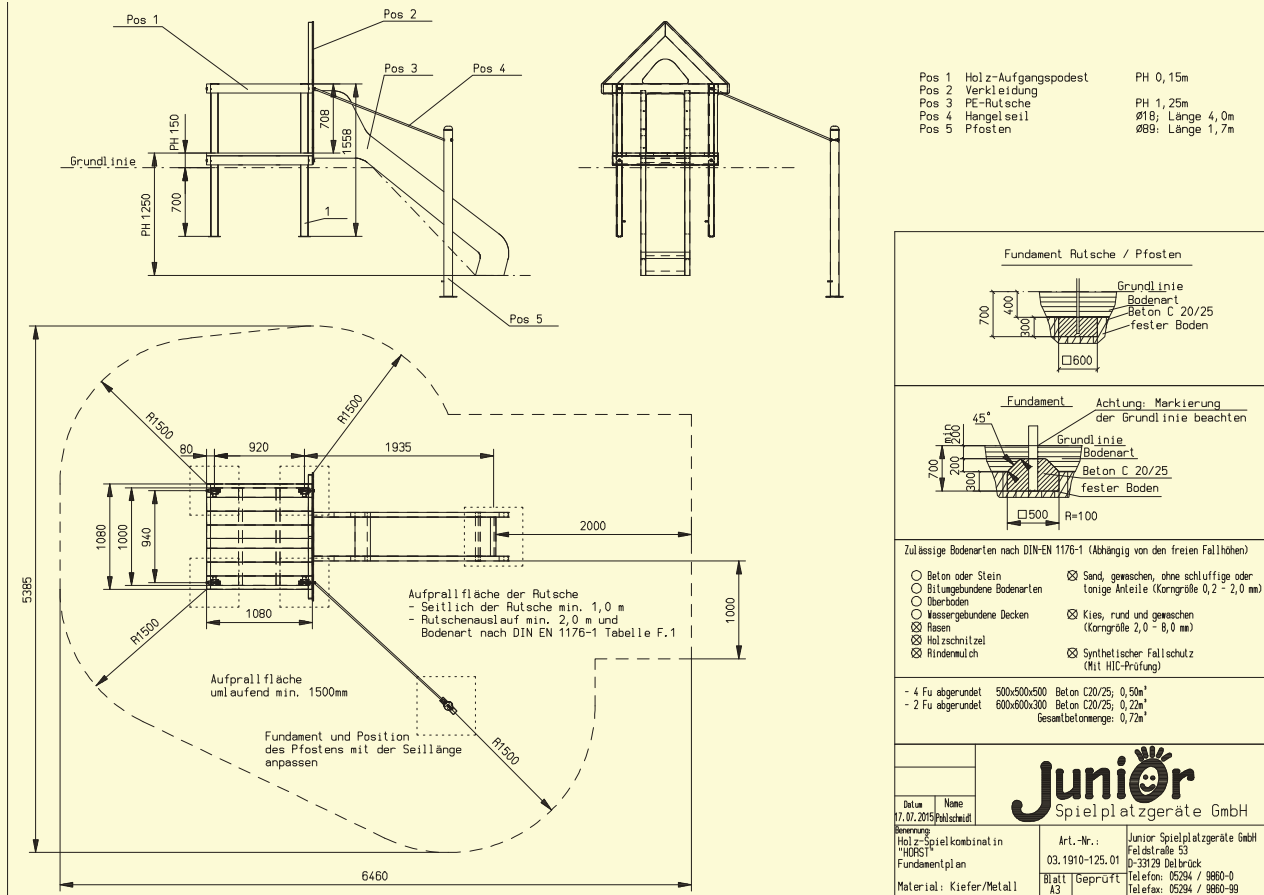 Pos 1
Pos 2
Pos 3
Pos 4
Pos 5
Grundlinie
PH 150
700
PH 1250
708
1558
1
Pos 1 Holz-Aufgangspodest PH 0,15m
Pos 2 Verkleidung
Pos 3 PE-Rutsche PH 1,25m
Pos 4 Hangelseil Ø18; Länge 4,0m
Pos 5 Pfosten Ø89: Länge 1,7m
Fundament Rutsche / Pfosten
Grundlinie
Bodenart
Beton C 20/25
fester Boden
700
400
300
□600
Fundament
Achtung: Markierung
der Grundlinie beachten
45°
Grundlinie
Bodenart
Beton C 20/25
fester Boden
min
200
200
700
300
□500
R=100
Zulässige Bodenarten nach DIN-EN 1176-1 (Abhängig von den freien Fallhöhen)
Beton oder Stein
Bitumgebundene Bodenarten
Oberboden
Wassergebundene Decken
Rasen
Holzschnitzel
Rindenmulch
Sand, gewaschen, ohne schluffige oder
tonige Anteile (Korngröße 0,2 - 2,0 mm)
Kies, rund und gewaschen
(Korngröße 2,0 - 8,0 mm)
Synthetischer Fallschutz
(Mit HIC-Prüfung)
- 4 Fu abgerundet 500x500x500 Beton C20/25; 0,50m³
- 2 Fu abgerundet 600x600x300 Beton C20/25; 0,22m³
Gesamtbetonmenge: 0,72m³
Junior
Spielplatzgeräte GmbH
Datum Name
17.07.2015 Pohlschmidt
Benennung:
Holz-Spielkombinatin
"HORST"
Fundamentplan
Material: Kiefer/Metall
Art.-Nr.:
03.1910-125.01
Blatt Geprüft
A3
Junior Spielplatzgeräte GmbH
Feldstraße 53
D-33129 Delbrück
Telefon: 05294 / 9860-0
Telefax: 05294 / 9860-99
R1500
R1500
80
920
1935
1080
1000
940
1080
2000
1000
5385
Aufprallfläche der Rutsche
- Seitlich der Rutsche min. 1,0 m
- Rutschenauslauf min. 2,0 m und
Bodenart nach DIN EN 1176-1 Tabelle F.1
R1500
Aufprallfläche
umlaufend min. 1500mm
Fundament und Position
des Pfostens mit der Seillänge
anpassen
R1500
6460